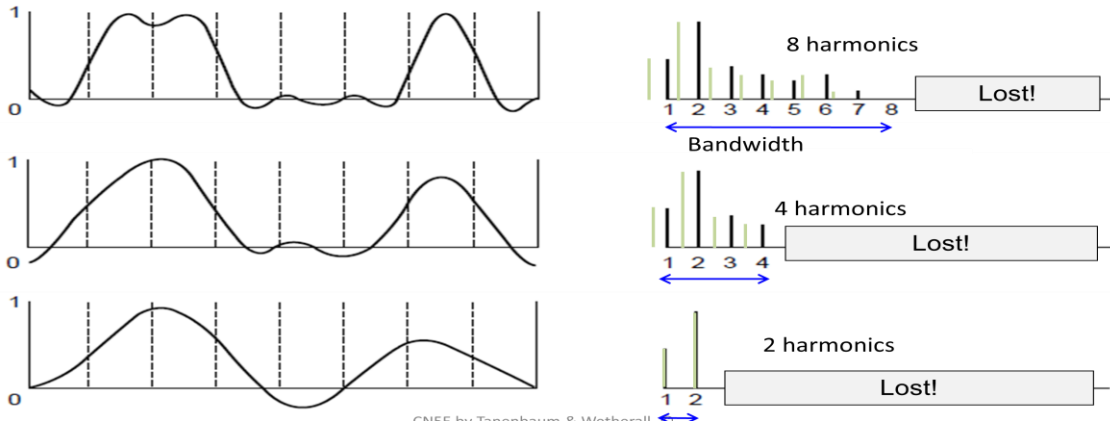 1
0
8 harmonics
Lost!
1 2 3 4 5 6 7 8
Bandwidth
1
0
4 harmonics
Lost!
1 2 3 4
1
0
2 harmonics
Lost!
1 2